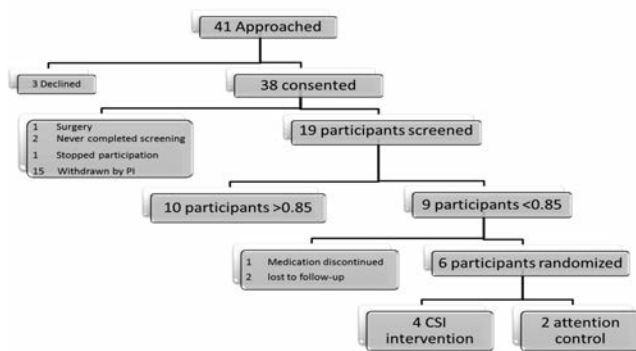 41 Approached
3 Declined
38 consented
1 Surgery
2 Never completed screening
1 Stopped participation
15 Withdrawn by PI
19 participants screened
10 participants >0.85
9 participants <0.85
1 Medication discontinued
2 lost to follow-up
6 participants randomized
4 CSI
intervention
2 attention
control